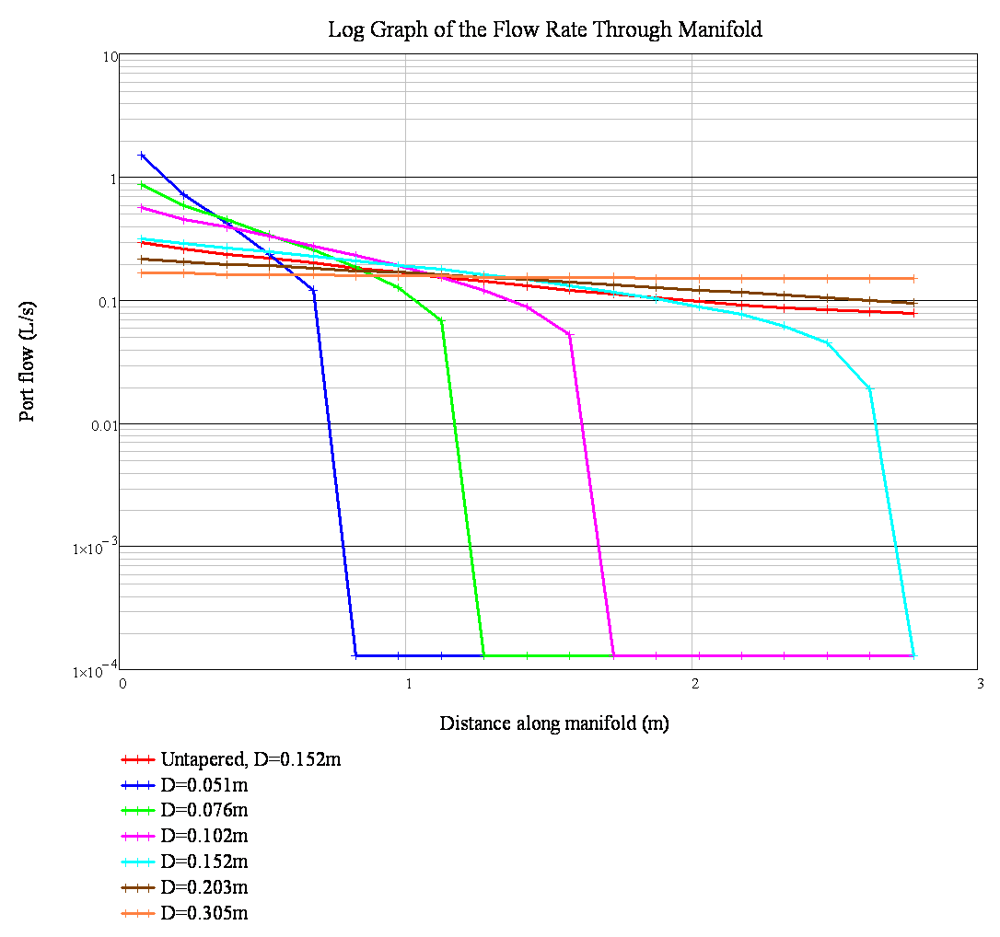 Log Graph of the Flow Rate Through Manifold
10
1
0.1
0.01
1×10⁻³
1×10⁻⁴
Port flow (L/s)
0 1 2 3
Distance along manifold (m)
Untapered, D=0.152m
D=0.051m
D=0.076m
D=0.102m
D=0.152m
D=0.203m
D=0.305m